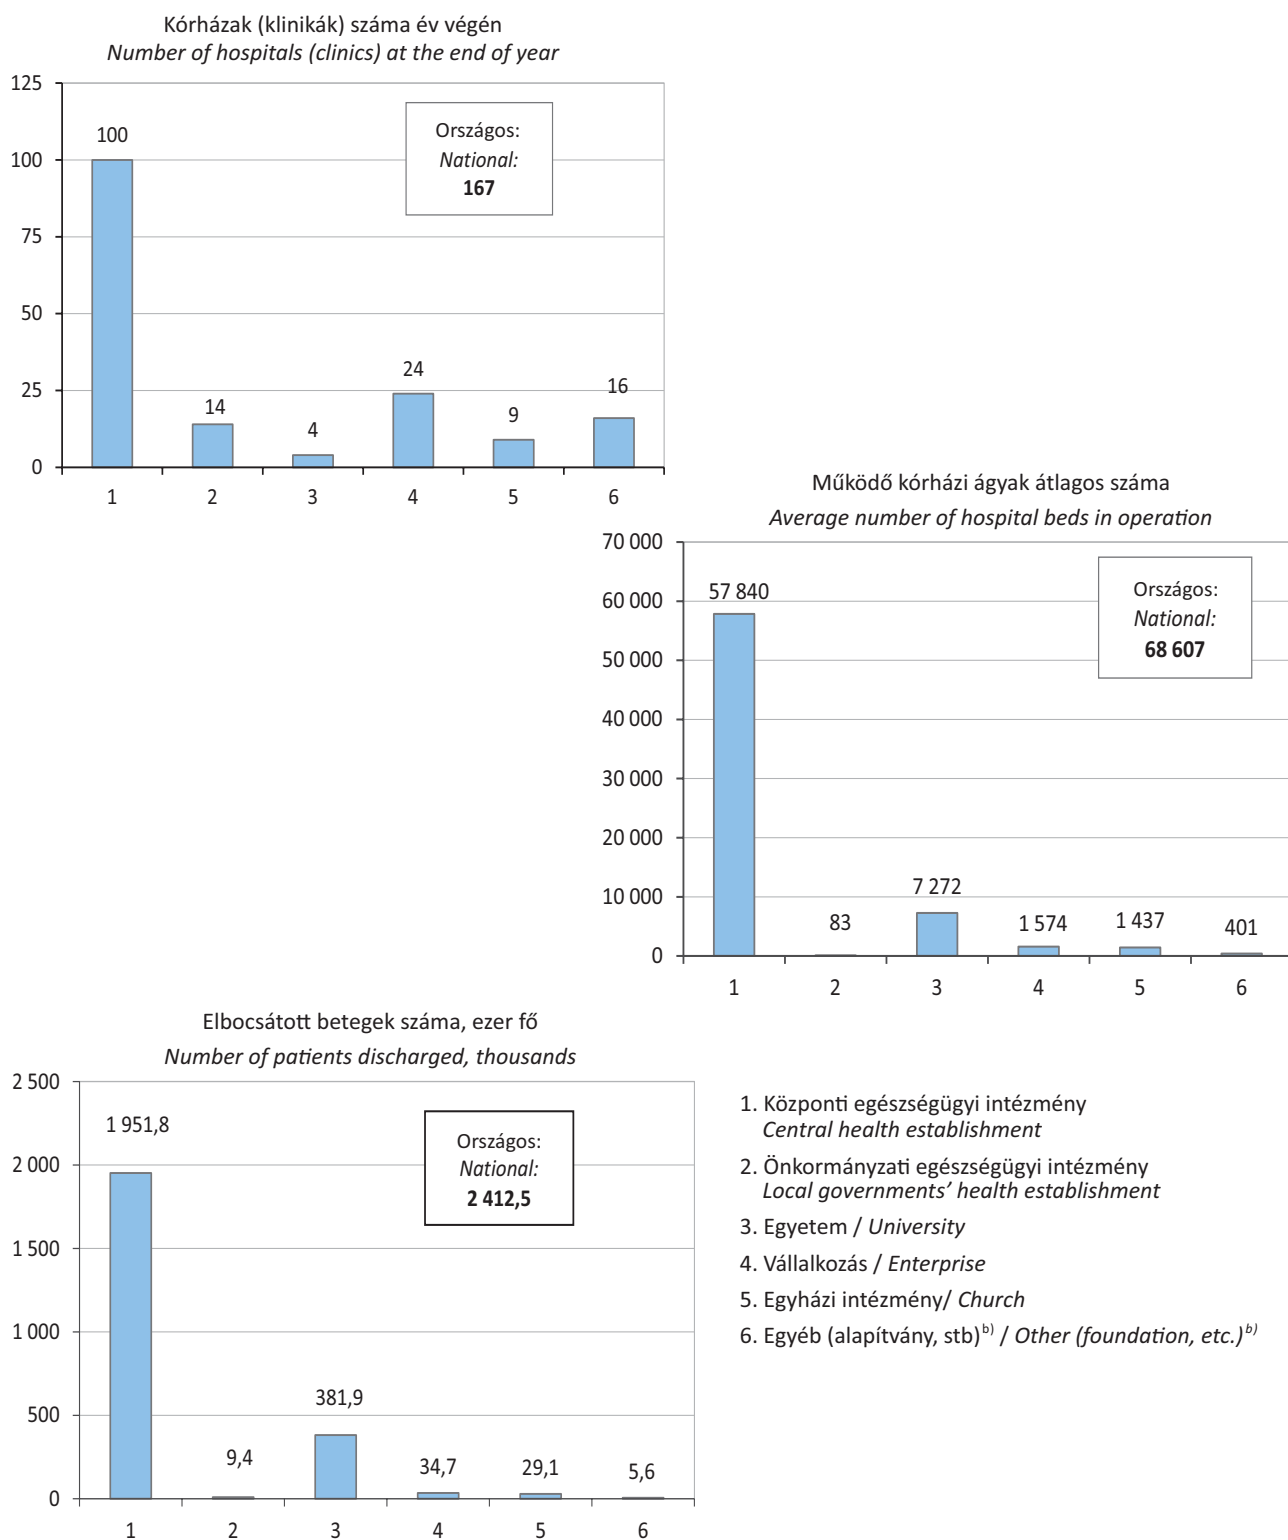 Kórházak (klinikák) száma év végén
Number of hospitals (clinics) at the end of year
125
100
75
50
25
0
100
14
4
24
9
16
Országos:
National:
167
1 2 3 4 5 6
Működő kórházi ágyak átlagos száma
Average number of hospital beds in operation
70 000
60 000
50 000
40 000
30 000
20 000
10 000
0
57 840
83
7 272
1 574
1 437
401
Országos:
National:
68 607
1 2 3 4 5 6
Elbocsátott betegek száma, ezer fő
Number of patients discharged, thousands
2 500
2 000
1 500
1 000
500
0
1 951,8
9,4
381,9
34,7
29,1
5,6
Országos:
National:
2 412,5
1 2 3 4 5 6
1. Központi egészségügyi intézmény
Central health establishment
2. Önkormányzati egészségügyi intézmény
Local governments’ health establishment
3. Egyetem / University
4. Vállalkozás / Enterprise
5. Egyházi intézmény/ Church
6. Egyéb (alapítvány, stb)b) / Other (foundation, etc.)b)